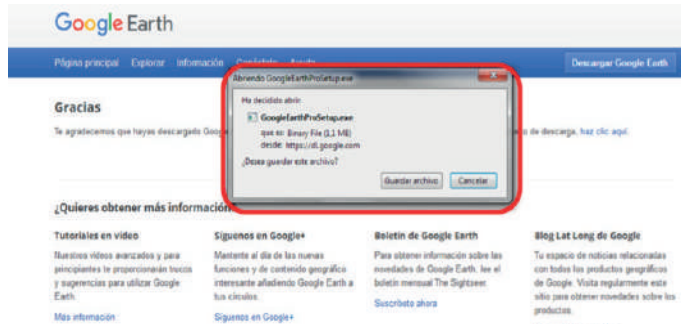 Google Earth
Página principal Explorar Información Ayuda Descargar Google Earth
Abriendo GoogleEarthProSetup.exe
Ha decidido abrir:
GoogleEarthProSetup.exe
que es: Binary File (1,1 MB)
desde: https://dl.google.com
¿Desea guardar este archivo?
Guardar archivo Cancelar
Gracias
Te agradecemos que hayas descargado de descarga, haz clic aquí.
¿Quieres obtener más información
Tutoriales en vídeo
Nuestros vídeos avanzados y para
principiantes te proporcionarán trucos
y sugerencias para utilizar Google
Earth.
Más información
Síguenos en Google+
Mantente al día de las nuevas
funciones y de contenido geográfico
interesante añadiendo Google Earth a
tus círculos.
Síguenos en Google+
Boletín de Google Earth
Para obtener información sobre las
novedades de Google Earth, lee el
boletín mensual The Sightseer.
Suscríbete ahora
Blog Lat Long de Google
Tu espacio de noticias relacionadas
con todos los productos geográficos
de Google. Visita regularmente este
sitio para obtener novedades sobre los
productos.